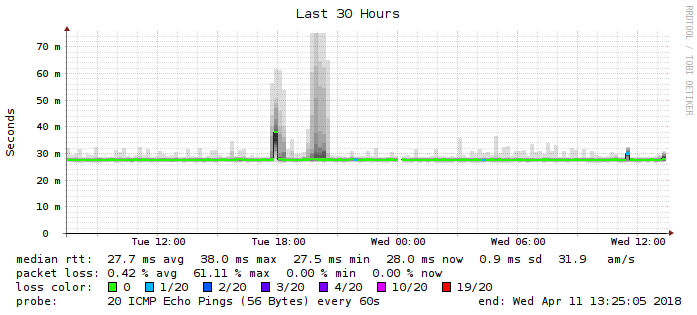 Last 30 Hours
RRDTOOL / TOBI OETIKER
Seconds
70 m
60 m
50 m
40 m
30 m
20 m
10 m
0
Tue 12:00 Tue 18:00 Wed 00:00 Wed 06:00 Wed 12:00
median rtt: 27.7 ms avg 38.0 ms max 27.5 ms min 28.0 ms now 0.9 ms sd 31.9 am/s
packet loss: 0.42 % avg 61.11 % max 0.00 % min 0.00 % now
loss color: 0 1/20 2/20 3/20 4/20 10/20 19/20
probe: 20 ICMP Echo Pings (56 Bytes) every 60s end: Wed Apr 11 13:25:05 2018